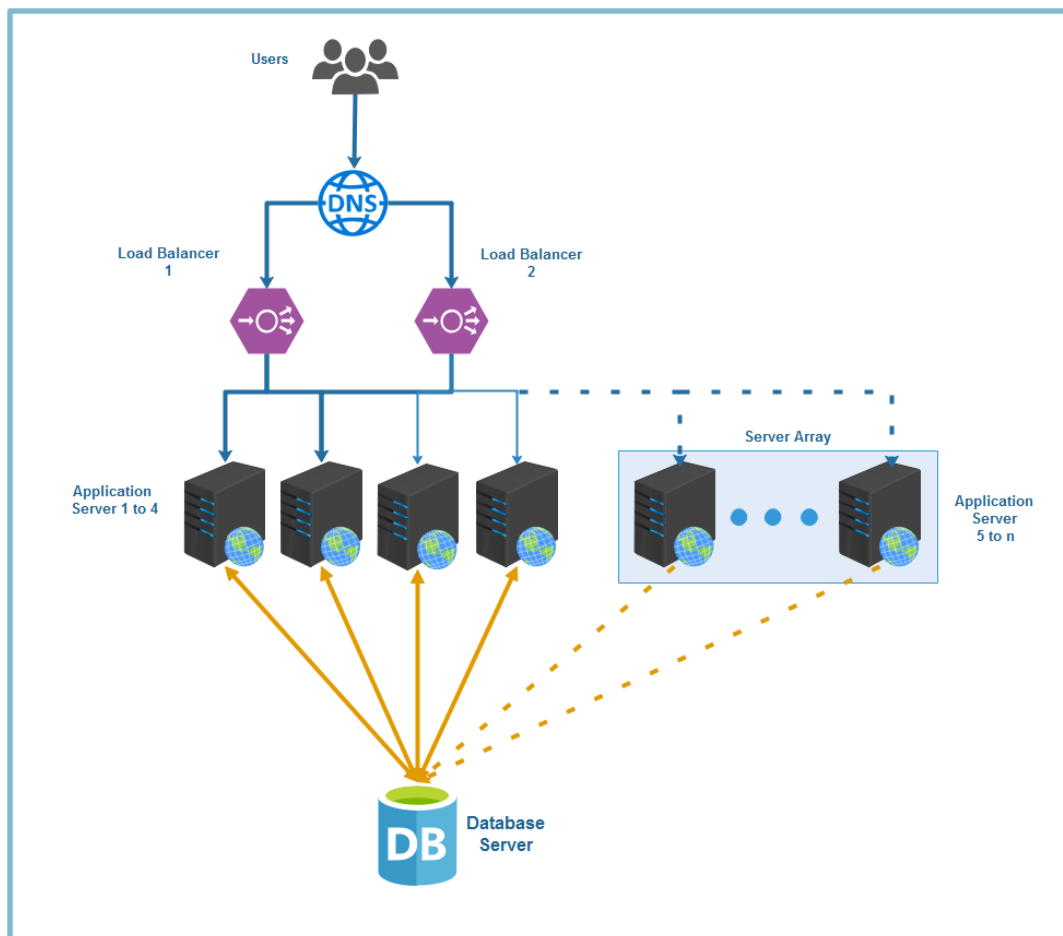 Users
DNS
Load Balancer
1
Load Balancer
2
Server Array
Application
Server 1 to 4
Application
Server
5 to n
DB
Database
Server